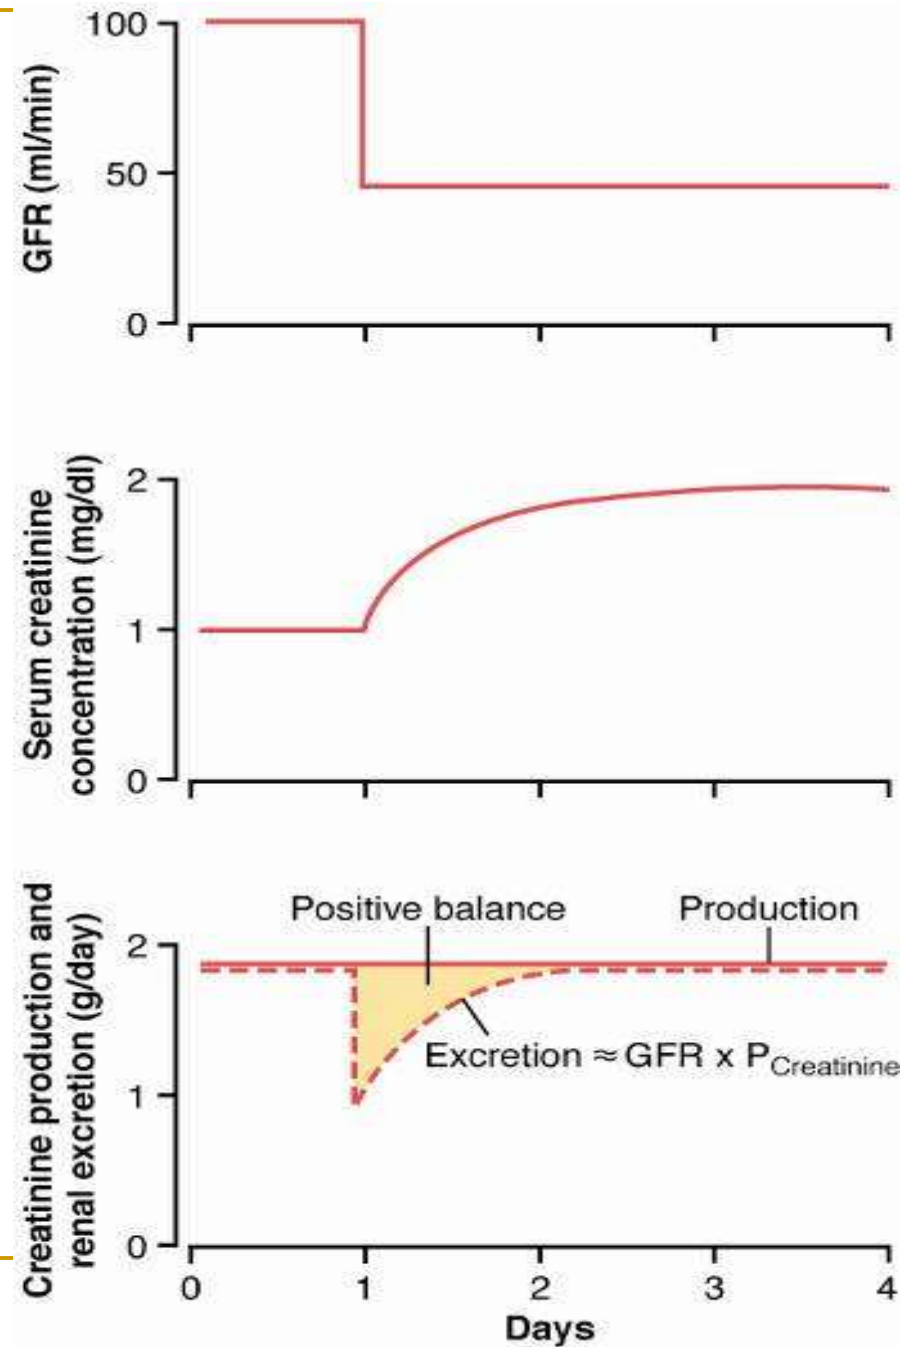 GFR (ml/min)
100
50
0
Serum creatinine
concentration (mg/dl)
2
1
0
Creatinine production and
renal excretion (g/day)
Positive balance
Production
2
Excretion ≈ GFR x PCreatinine
1
0
0 1 2 3 4
Days